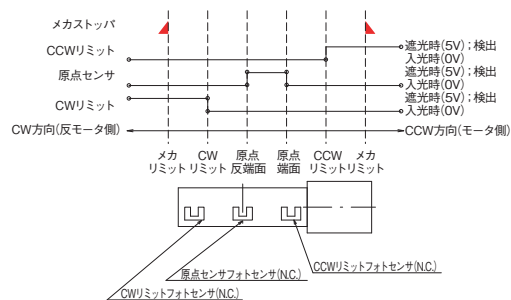 メカストッパ
CCWリミット
遮光時(5V);検出
入光時(0V)
原点センサ
遮光時(5V);検出
入光時(0V)
CWリミット
遮光時(5V);検出
入光時(0V)
CW方向(反モータ側)
CCW方向(モータ側)
メカ CW 原点 原点 CCW メカ
リミット リミット 反端面 端面 リミット リミット
CCWリミットフォトセンサ(N.C.)
原点センサフォトセンサ(N.C.)
CWリミットフォトセンサ(N.C.)